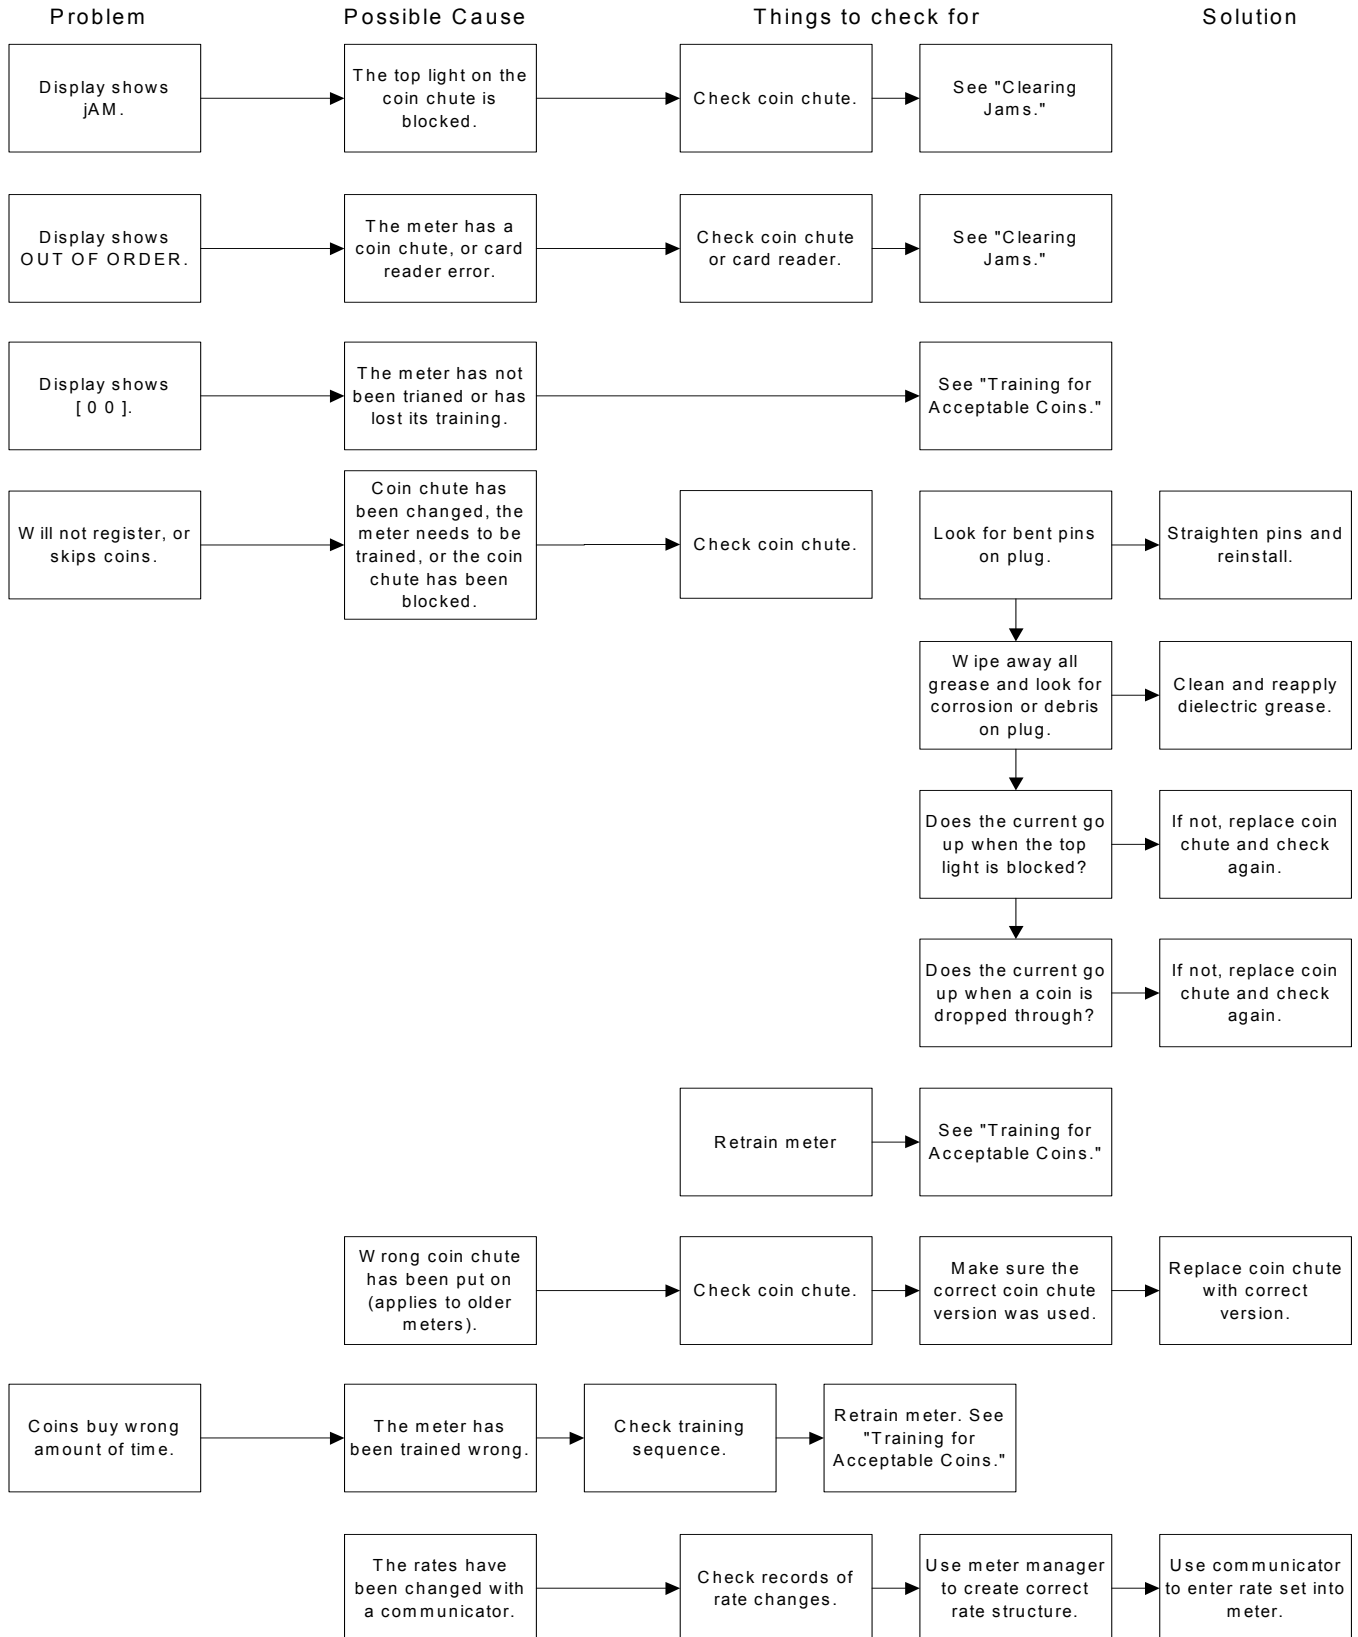 Problem
Possible Cause
Things to check for
Solution
Display shows
jAM.
The top light on the
coin chute is
blocked.
Check coin chute.
See "Clearing
Jams."
Display shows
OUT OF ORDER.
The meter has a
coin chute, or card
reader error.
Check coin chute
or card reader.
See "Clearing
Jams."
Display shows
[ 0 0 ].
The meter has not
been trianed or has
lost its training.
See "Training for
Acceptable Coins."
Will not register, or
skips coins.
Coin chute has
been changed, the
meter needs to be
trained, or the coin
chute has been
blocked.
Check coin chute.
Look for bent pins
on plug.
Straighten pins and
reinstall.
Wipe away all
grease and look for
corrosion or debris
on plug.
Clean and reapply
dielectric grease.
Does the current go
up when the top
light is blocked?
If not, replace coin
chute and check
again.
Does the current go
up when a coin is
dropped through?
If not, replace coin
chute and check
again.
Retrain meter
See "Training for
Acceptable Coins."
Wrong coin chute
has been put on
(applies to older
meters).
Check coin chute.
Make sure the
correct coin chute
version was used.
Replace coin chute
with correct
version.
Coins buy wrong
amount of time.
The meter has
been trained wrong.
Check training
sequence.
Retrain meter. See
"Training for
Acceptable Coins."
The rates have
been changed with
a communicator.
Check records of
rate changes.
Use meter manager
to create correct
rate structure.
Use communicator
to enter rate set into
meter.